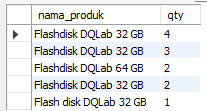 nama_produk qty
Flashdisk DQLab 32 GB 4
Flashdisk DQLab 32 GB 3
Flashdisk DQLab 64 GB 2
Flashdisk DQLab 32 GB 2
Flash disk DQLab 32 GB 1